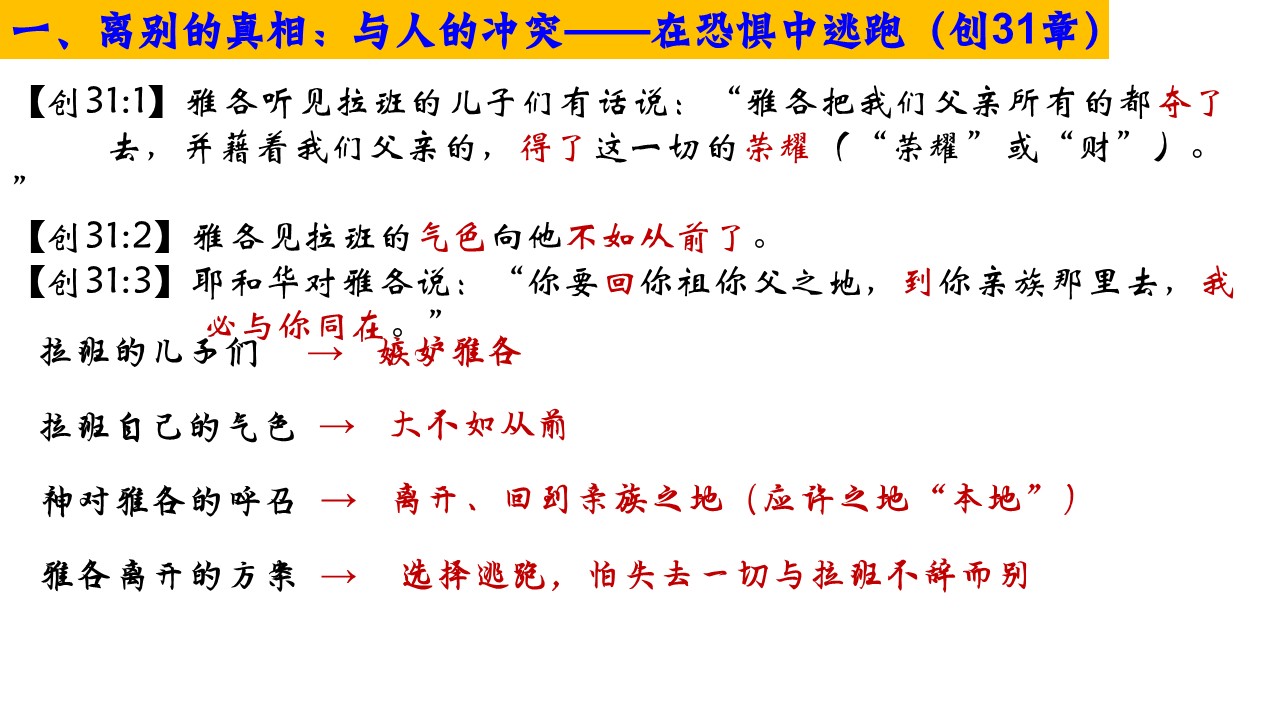 一、离别的真相：与人的冲突——在恐惧中逃跑（创31章）
【创31:1】雅各听见拉班的儿子们有话说：“雅各把我们父亲所有的都夺了
去，并藉着我们父亲的，得了这一切的荣耀（“荣耀”或“财”）。
”
【创31:2】雅各见拉班的气色向他不如从前了。
【创31:3】耶和华对雅各说：“你要回你祖你父之地，到你亲族那里去，我
必与你同在。”
拉班的儿子们 → 嫉妒雅各
拉班自己的气色 → 大不如从前
神对雅各的呼召 → 离开、回到亲族之地（应许之地“本地”）
雅各离开的方案 → 选择逃跑，怕失去一切与拉班不辞而别